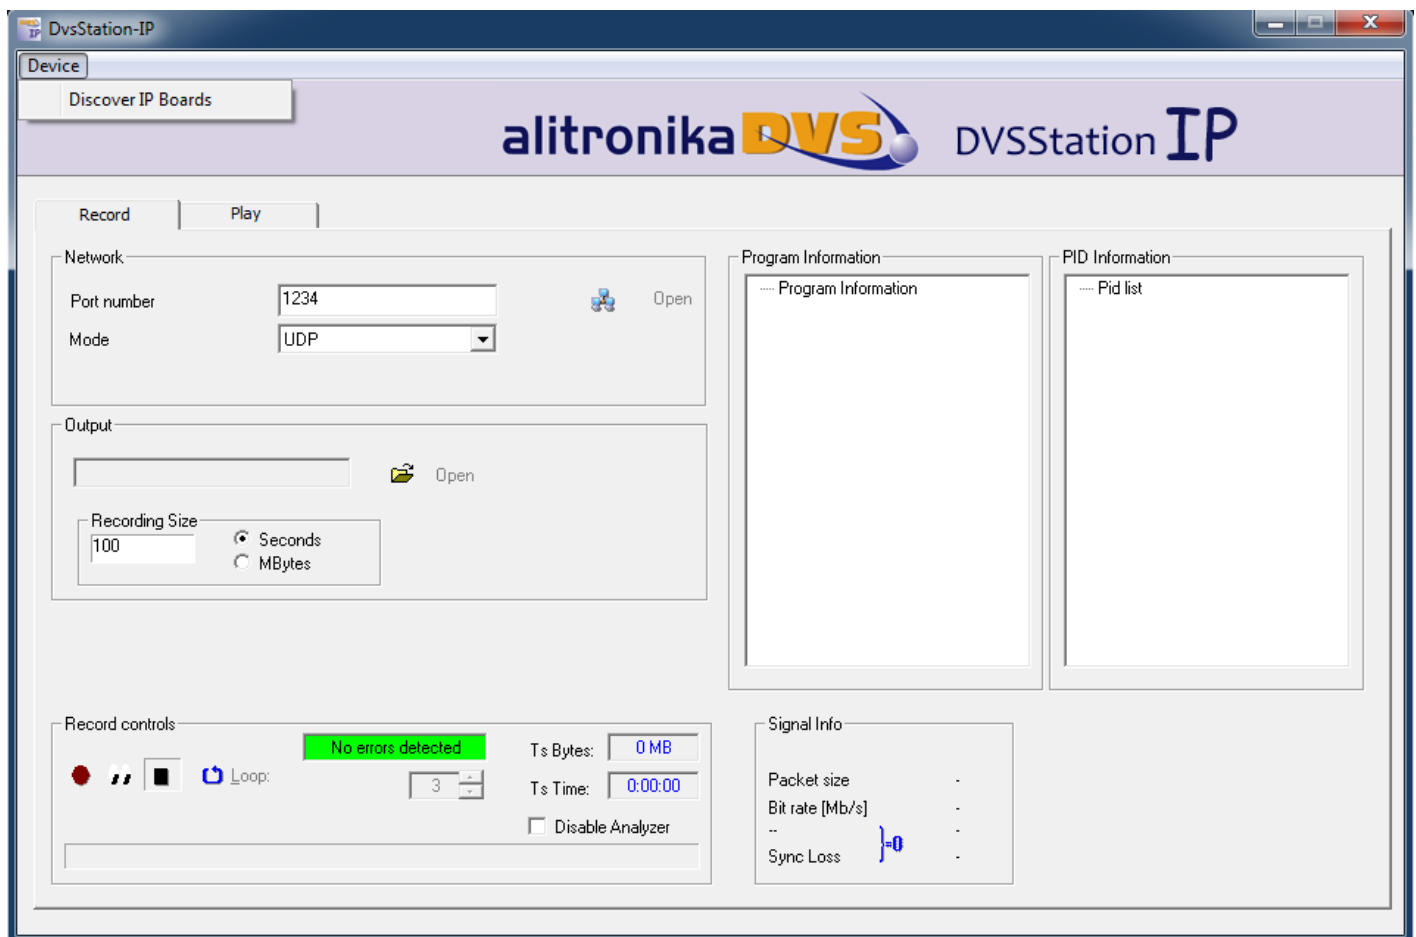 DvsStation-IP
Device
Discover IP Boards
alitronika DVS DVSStation IP
Record Play
Network
Port number 1234 Open
Mode UDP
Output
Open
Recording Size
100 Seconds
MBytes
Program Information
Program Information
PID Information
Pid list
Record controls
No errors detected Ts Bytes: 0 MB
Loop: 3 Ts Time: 0:00:00
Disable Analyzer
Signal Info
Packet size -
Bit rate [Mb/s] -
-- -
=0
Sync Loss -